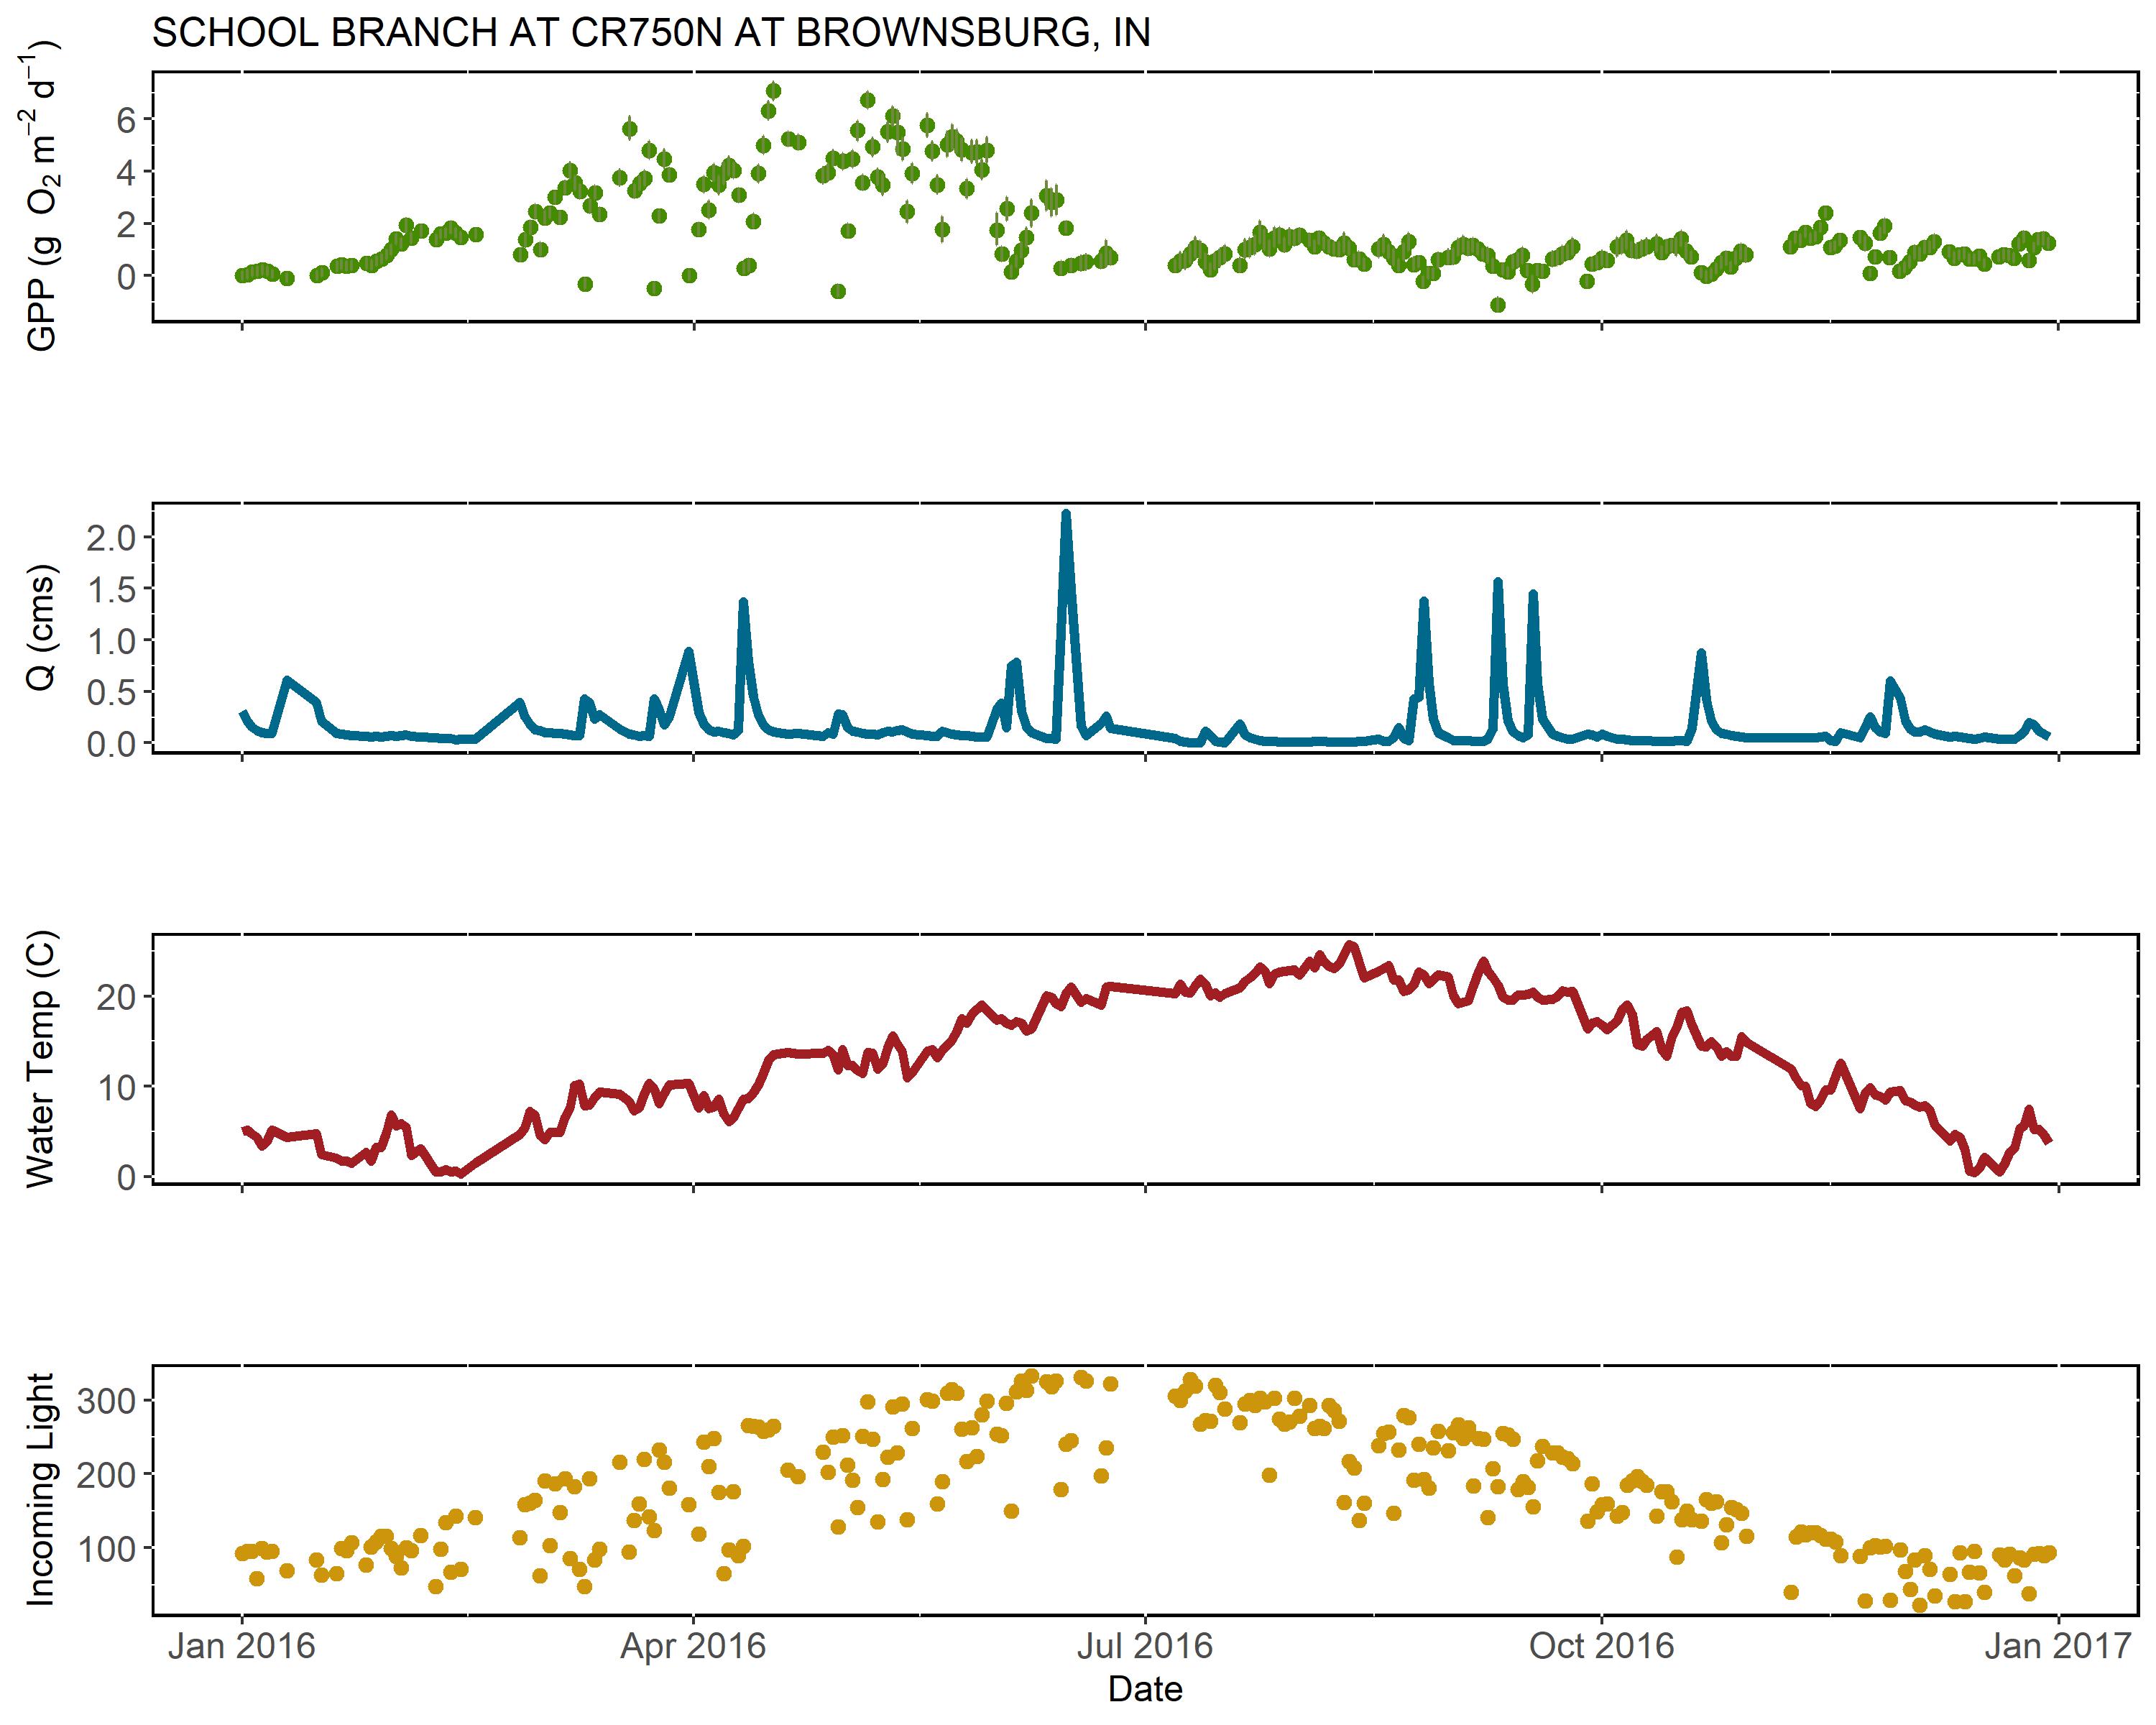 SCHOOL BRANCH AT CR750N AT BROWNSBURG, IN
GPP (g O₂ m⁻² d⁻¹)
6
4
2
0
Q (cms)
2.0
1.5
1.0
0.5
0.0
Water Temp (C)
20
10
0
Incoming Light
300
200
100
Jan 2016 Apr 2016 Jul 2016 Oct 2016 Jan 2017
Date